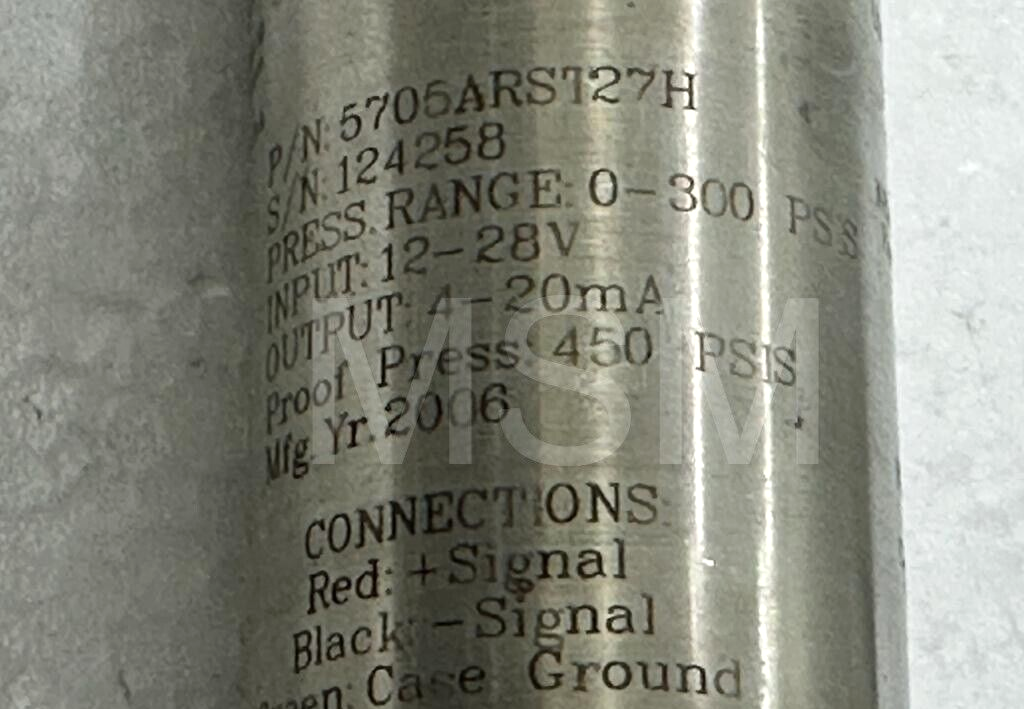 P/N: 5705ARST27H
S/N: 124258
PRESS. RANGE: 0-300 PSIS
INPUT: 12-28V
OUTPUT: 4-20mA
Proof Press: 450 PSIS
Mfg. Yr. 2006
MSM
CONNECTIONS:
Red: +Signal
Black: -Signal
Case Ground